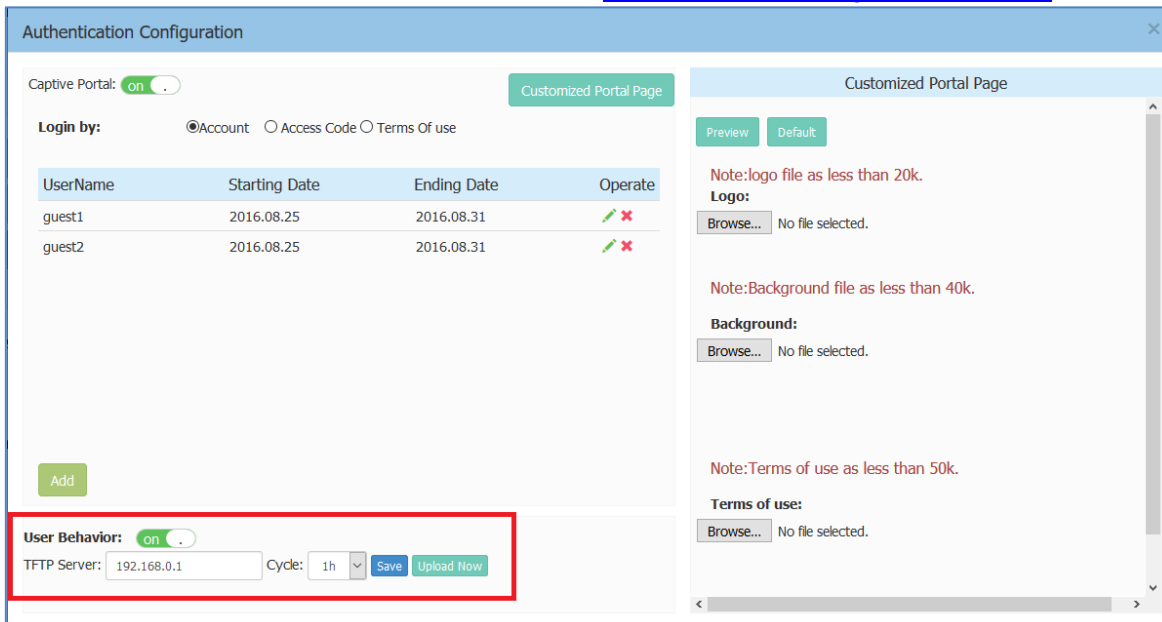 Authentication Configuration
Captive Portal: on .
Customized Portal Page
Login by: Account Access Code Terms Of use
UserName Starting Date Ending Date Operate
guest1 2016.08.25 2016.08.31
guest2 2016.08.25 2016.08.31
Add
User Behavior: on .
TFTP Server: 192.168.0.1 Cycle: 1h Save Upload Now
Customized Portal Page
Preview Default
Note:logo file as less than 20k.
Logo:
Browse... No file selected.
Note:Background file as less than 40k.
Background:
Browse... No file selected.
Note:Terms of use as less than 50k.
Terms of use:
Browse... No file selected.